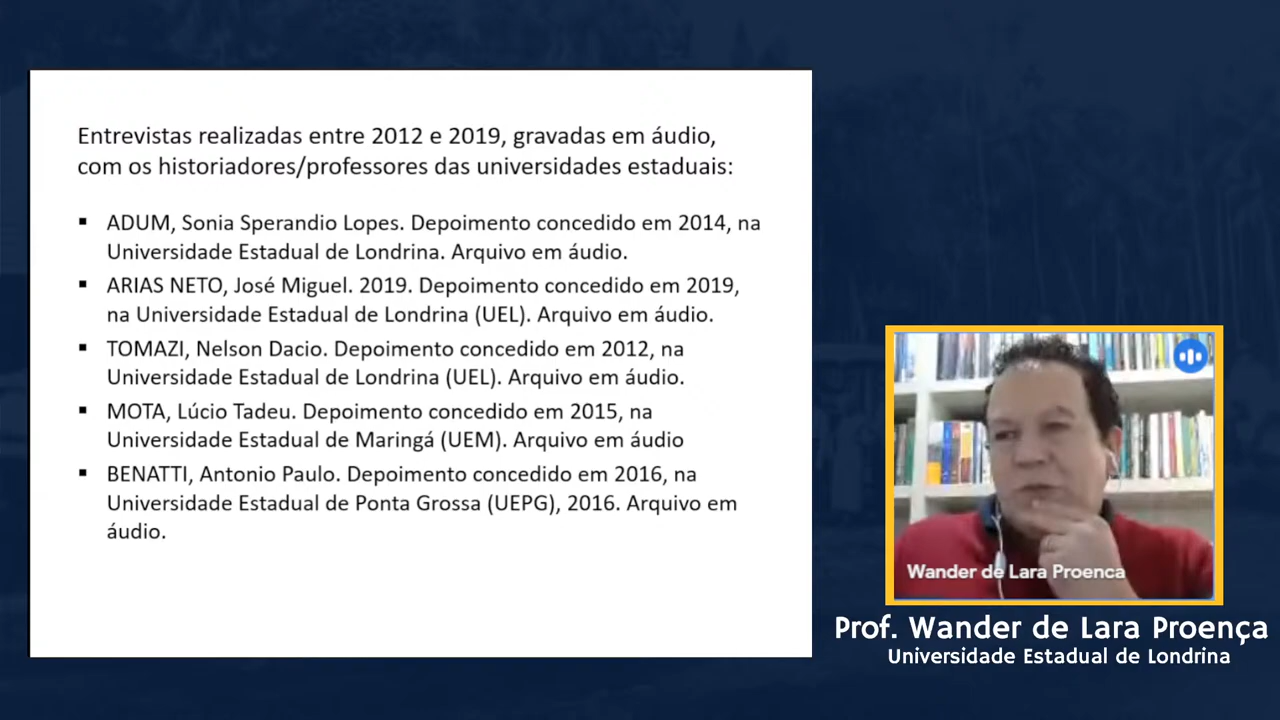 Entrevistas realizadas entre 2012 e 2019, gravadas em áudio,
com os historiadores/professores das universidades estaduais:
▪ ADUM, Sonia Sperandio Lopes. Depoimento concedido em 2014, na
Universidade Estadual de Londrina. Arquivo em áudio.
▪ ARIAS NETO, José Miguel. 2019. Depoimento concedido em 2019,
na Universidade Estadual de Londrina (UEL). Arquivo em áudio.
▪ TOMAZI, Nelson Dacio. Depoimento concedido em 2012, na
Universidade Estadual de Londrina (UEL). Arquivo em áudio.
▪ MOTA, Lúcio Tadeu. Depoimento concedido em 2015, na
Universidade Estadual de Maringá (UEM). Arquivo em áudio
▪ BENATTI, Antonio Paulo. Depoimento concedido em 2016, na
Universidade Estadual de Ponta Grossa (UEPG), 2016. Arquivo em
áudio.
Wander de Lara Proenca
Prof. Wander de Lara Proença
Universidade Estadual de Londrina